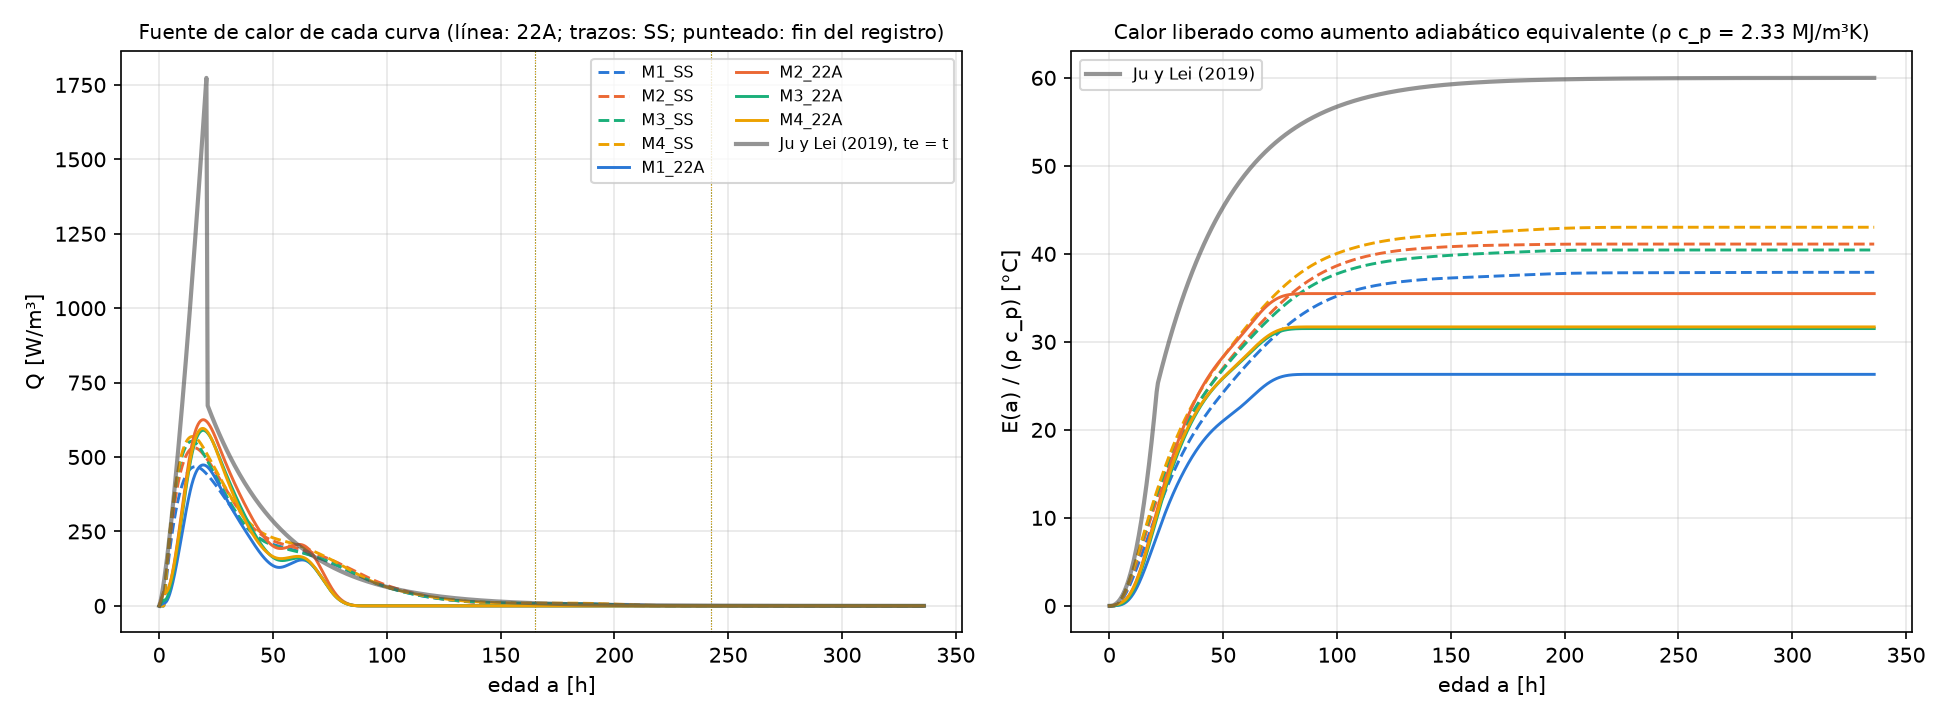 Fuente de calor de cada curva (línea: 22A; trazos: SS; punteado: fin del registro)
Q [W/m³]
1750
1500
1250
1000
750
500
250
0
0 50 100 150 200 250 300 350
edad a [h]
M1_SS
M2_SS
M3_SS
M4_SS
M1_22A
M2_22A
M3_22A
M4_22A
Ju y Lei (2019), te = t
Calor liberado como aumento adiabático equivalente (ρ c_p = 2.33 MJ/m³K)
E(a) / (ρ c_p) [°C]
60
50
40
30
20
10
0
0 50 100 150 200 250 300 350
edad a [h]
Ju y Lei (2019)